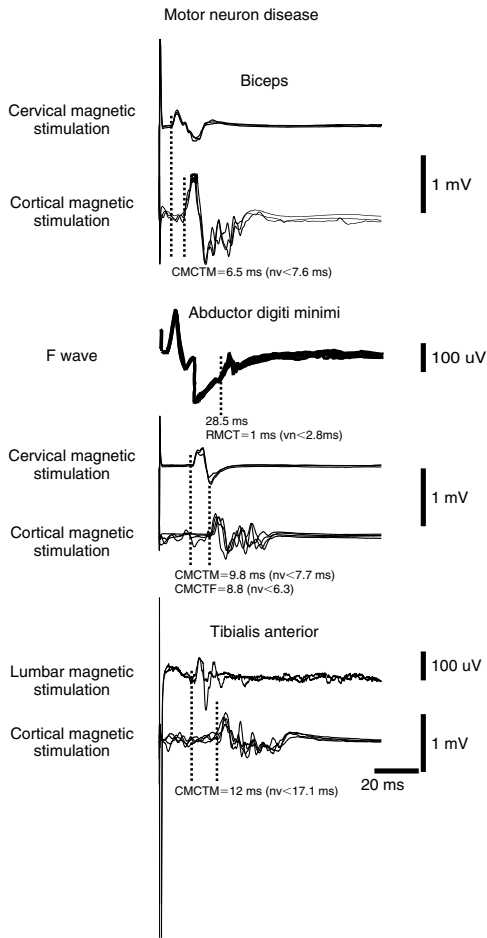 Motor neuron disease
Biceps
Cervical magnetic
stimulation
1 mV
Cortical magnetic
stimulation
CMCTM=6.5 ms (nv<7.6 ms)
Abductor digiti minimi
F wave
100 uV
28.5 ms
RMCT=1 ms (vn<2.8ms)
Cervical magnetic
stimulation
1 mV
Cortical magnetic
stimulation
CMCTM=9.8 ms (nv<7.7 ms)
CMCTF=8.8 (nv<6.3)
Tibialis anterior
Lumbar magnetic
stimulation
100 uV
Cortical magnetic
stimulation
1 mV
20 ms
CMCTM=12 ms (nv<17.1 ms)